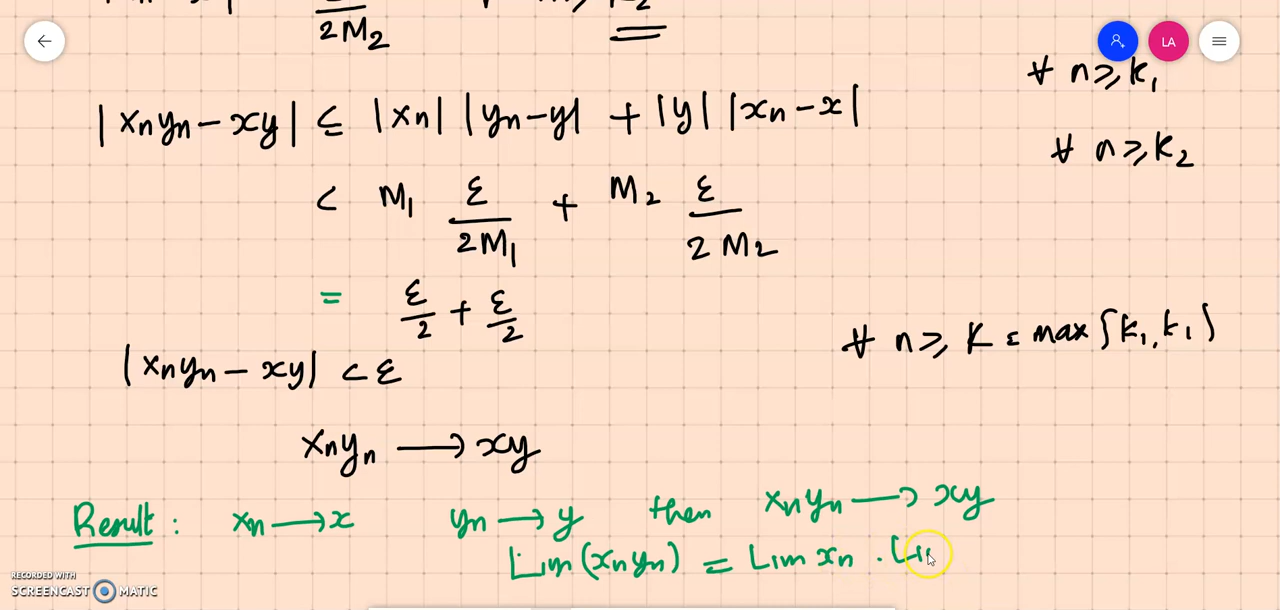 2M₂
LA
∀ n ≥ k₁
|xₙyₙ − xy| ≤ |xₙ| |yₙ − y| + |y| |xₙ − x|
∀ n ≥ k₂
< M₁ ε/2M₁ + M₂ ε/2M₂
= ε/2 + ε/2
∀ n ≥ K = max{k₁, k₁}
|xₙyₙ − xy| < ε
xₙyₙ → xy
Result : xₙ → x yₙ → y then xₙyₙ → xy
Lim (xₙyₙ) = Lim xₙ .
RECORDED WITH
SCREENCAST MATIC